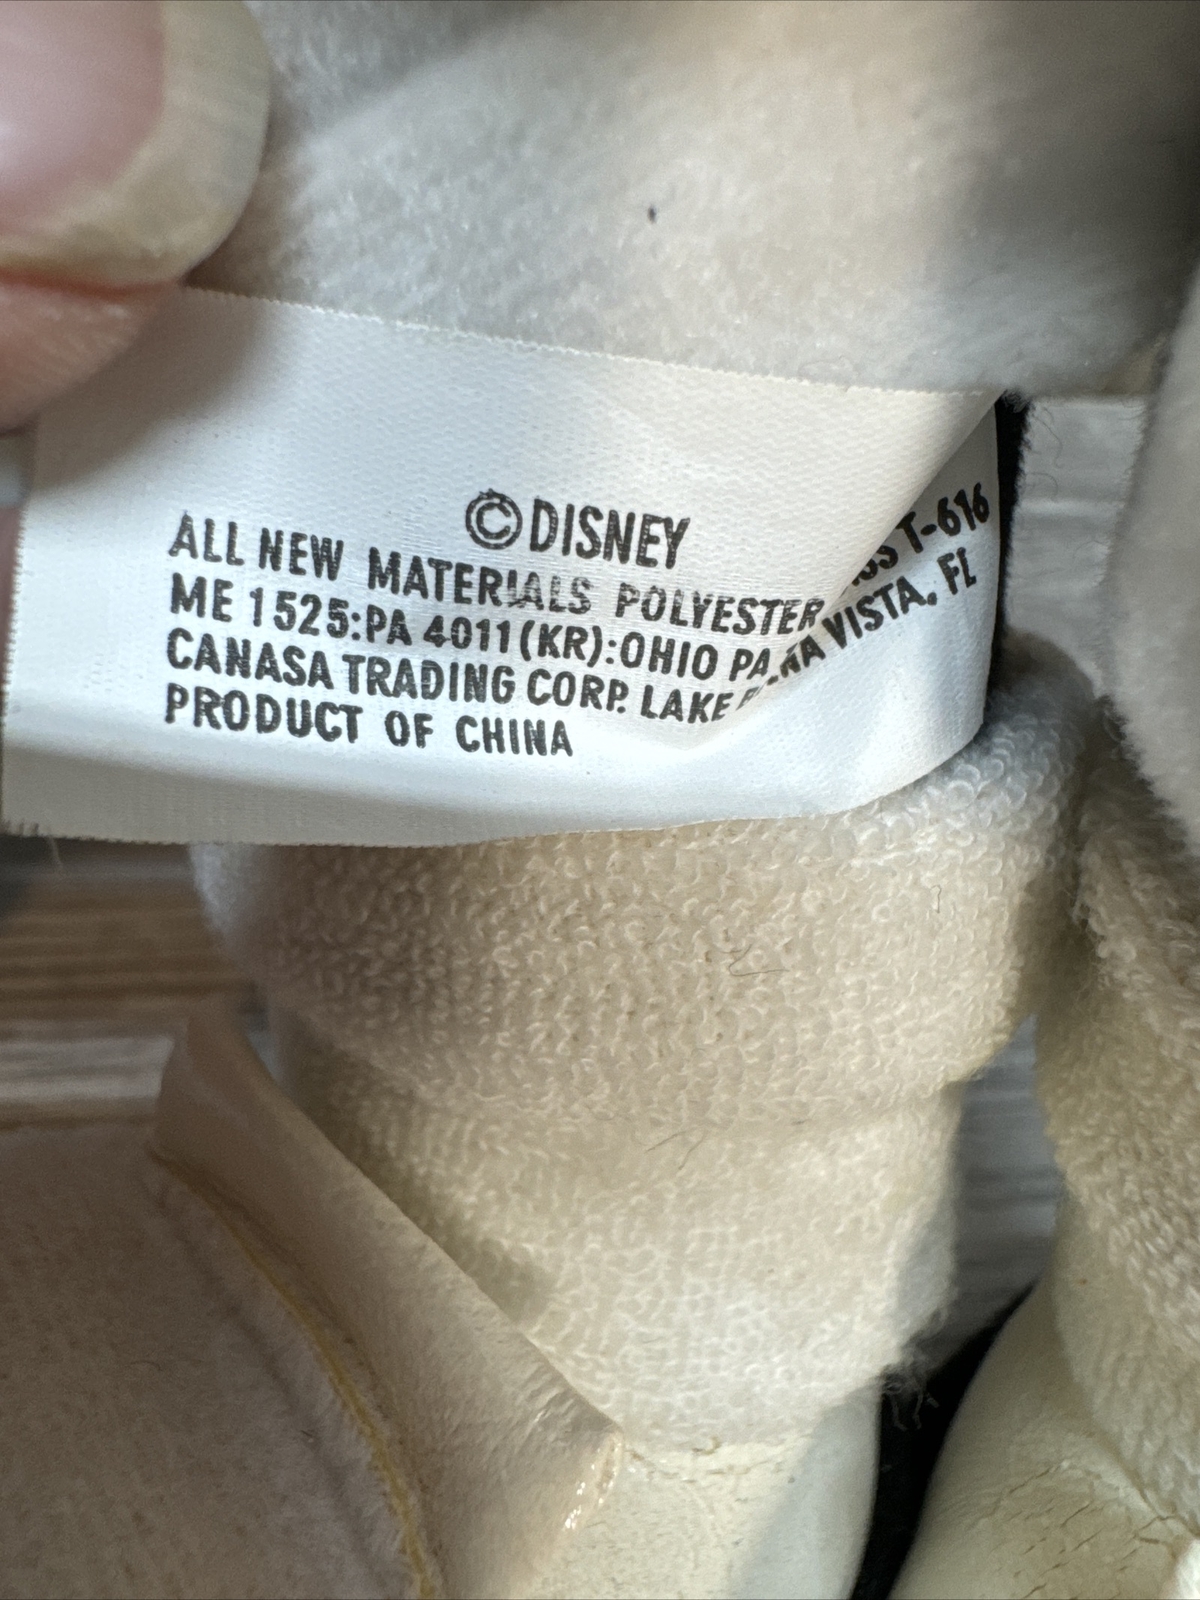 ©DISNEY
ALL NEW MATERIALS POLYESTER T-616
ME 1525:PA 4011(KR):OHIO PA. VISTA, FL
CANASA TRADING CORP. LAKE
PRODUCT OF CHINA